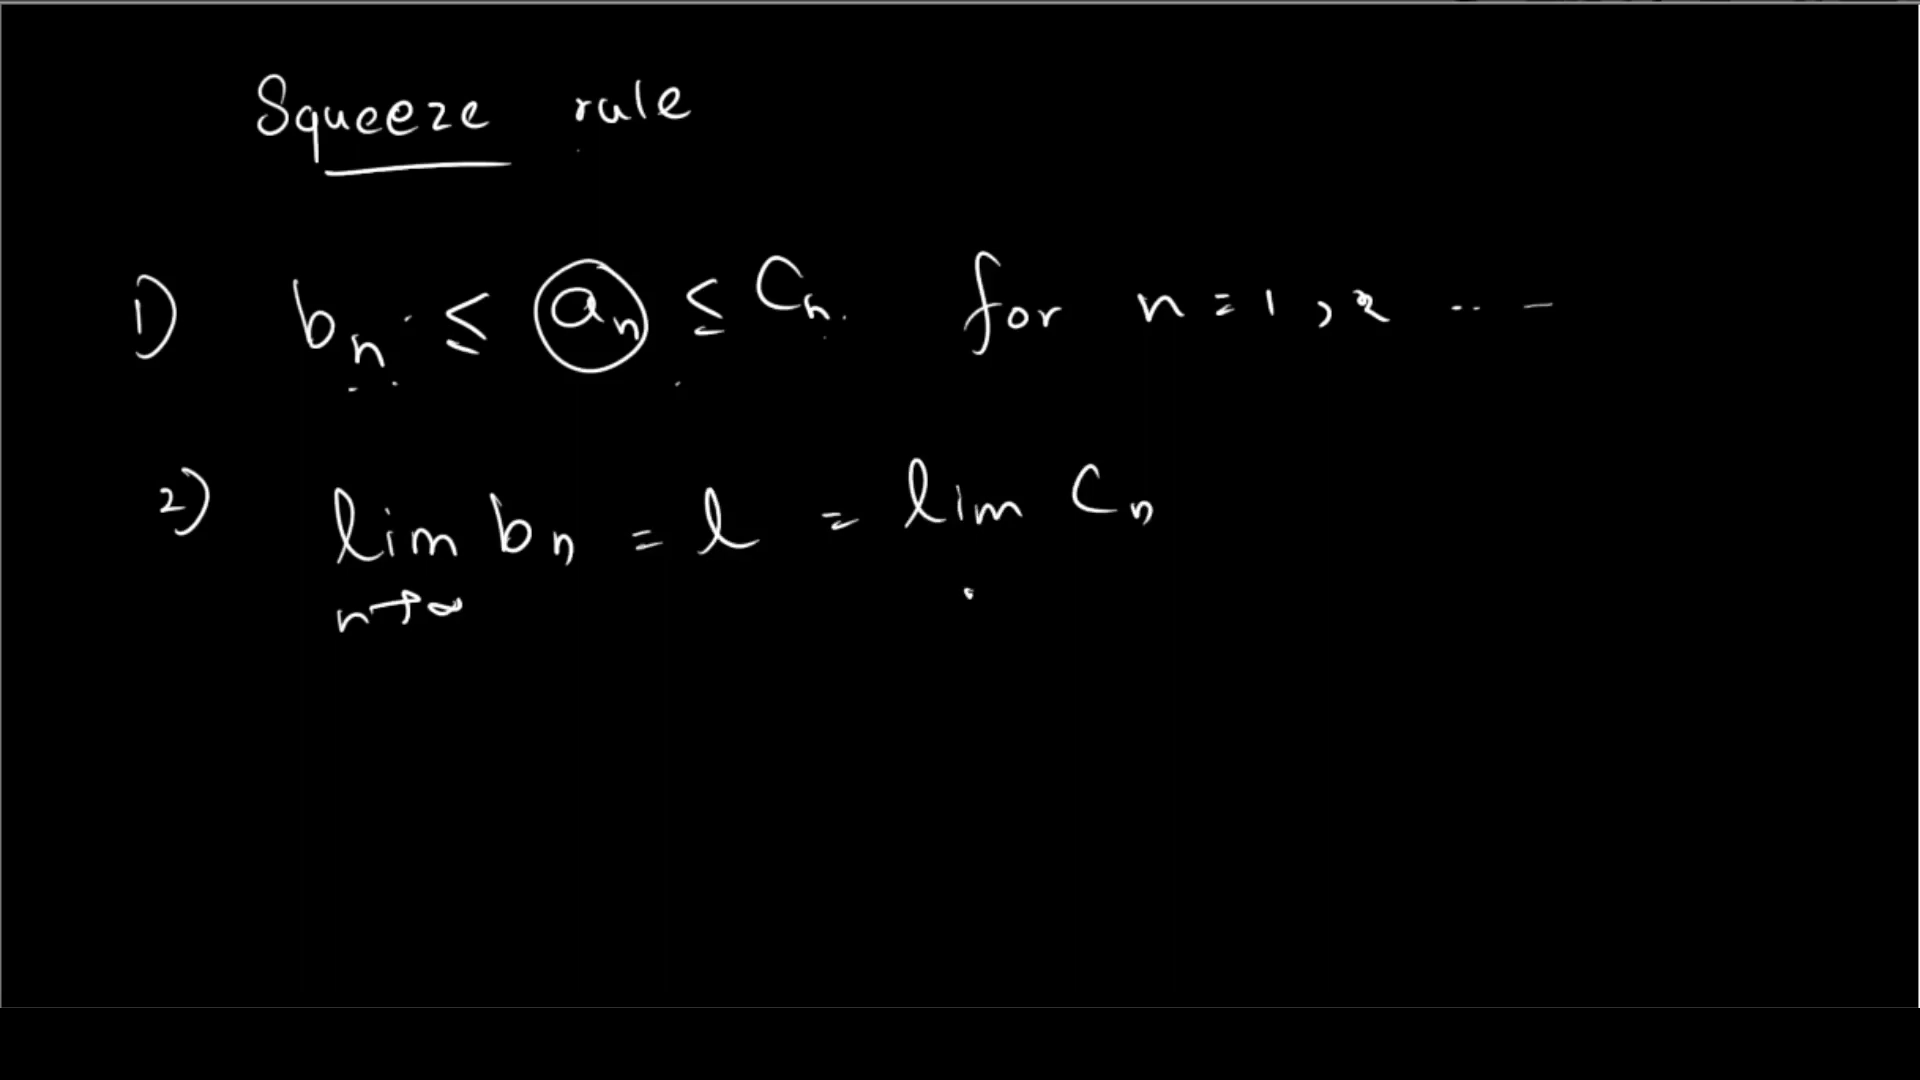 Squeeze rule
1) bₙ ≤ aₙ ≤ Cₙ. for n = 1, 2 .. -
2) lim bₙ = l = lim Cₙ
n→∞